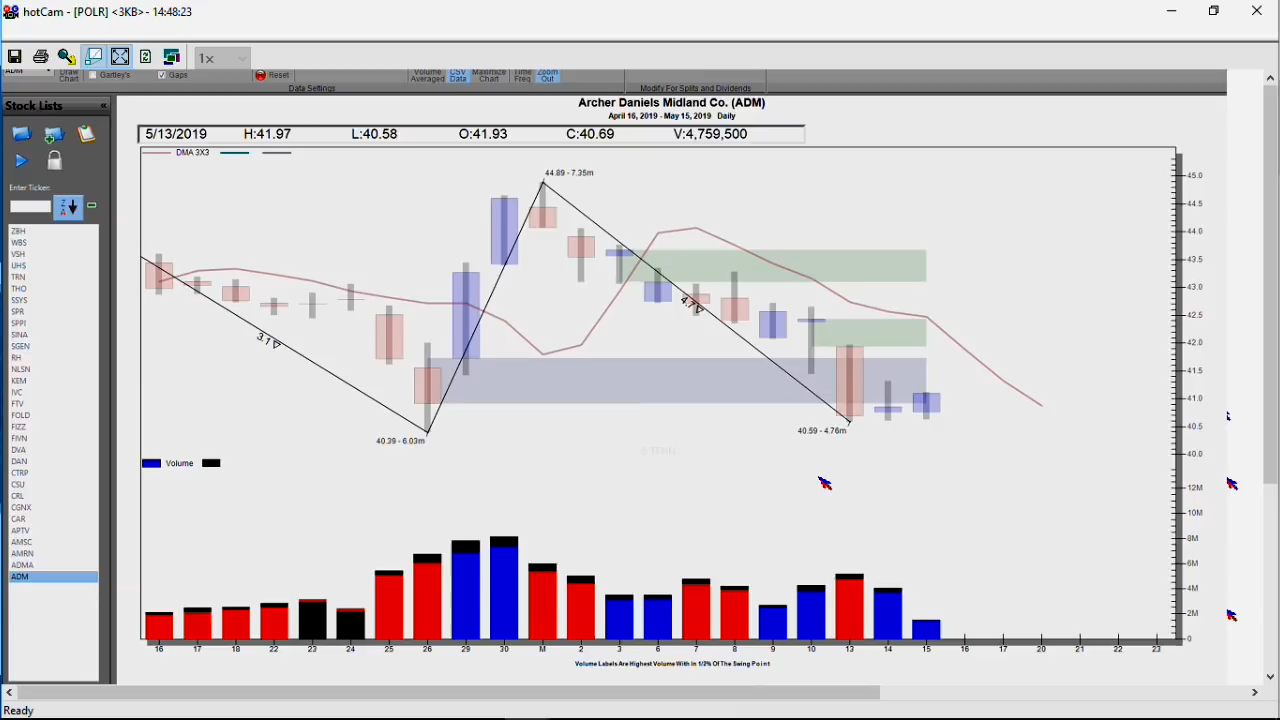 hotCam - [POLR] <3KB> - 14:48:23
1x
ADM
Draw Chart
Gartley's
Gaps
Reset
Volume Averaged
CSV Data
Maximize Chart
Time Freq
Zoom Out
Data Settings
Modify For Splits and Dividends
Stock Lists
Enter Ticker:
ZBH
WBS
VSH
UHS
TRN
THO
SSYS
SPR
SPPI
SINA
SGEN
RH
NLSN
KEM
IVC
FTV
FOLD
FIZZ
FIVN
DVA
DAN
CTRP
CSU
CRL
CGNX
CAR
APTV
AMSC
AMRN
ADMA
ADM
Archer Daniels Midland Co. (ADM)
April 16, 2019 - May 15, 2019 Daily
5/13/2019 H:41.97 L:40.58 O:41.93 C:40.69 V:4,759,500
DMA 3X3
44.89 - 7.35m
3.1
4.7
40.39 - 6.03m
40.59 - 4.76m
45.0
44.5
44.0
43.5
43.0
42.5
42.0
41.5
41.0
40.5
40.0
Volume
12M
10M
8M
6M
4M
2M
0
16 17 18 22 23 24 25 26 29 30 M 2 3 6 7 8 9 10 13 14 15 16 17 20 21 22 23
Volume Labels Are Highest Volume With In 1/2% Of The Swing Point
Ready